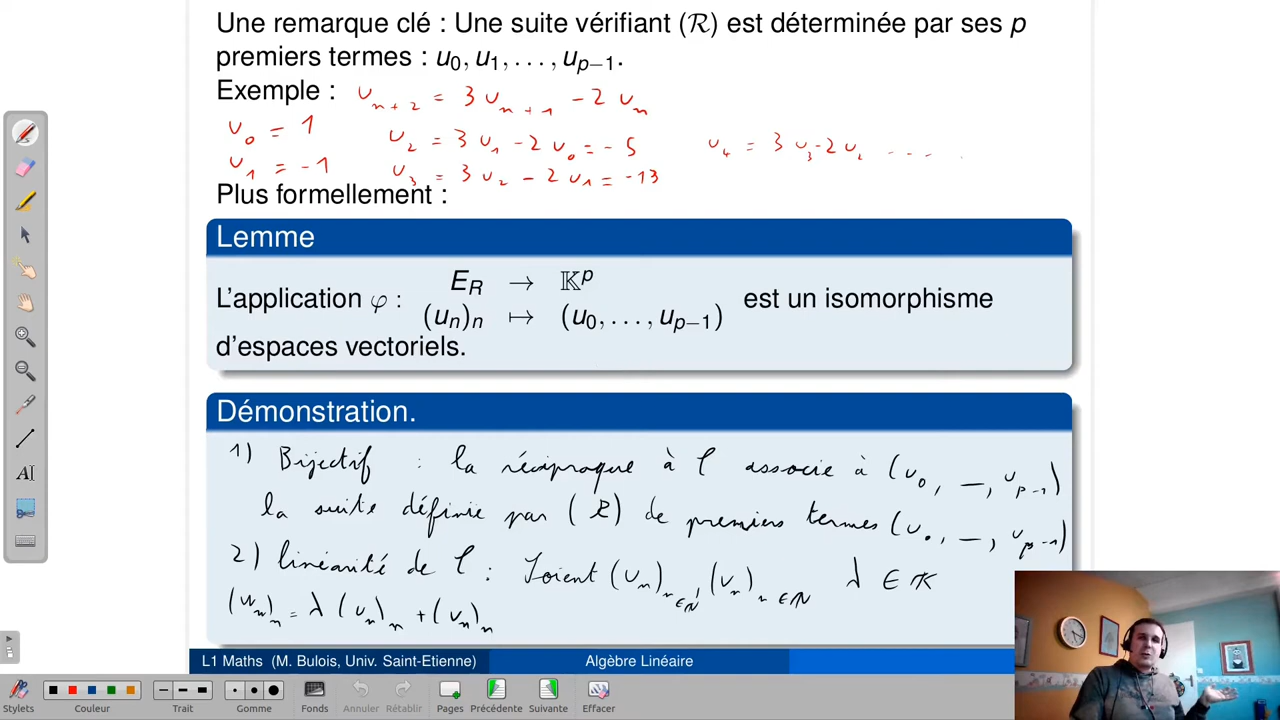 Une remarque clé : Une suite vérifiant (ℛ) est déterminée par ses p
premiers termes : u₀, u₁, . . . , uₚ₋₁.
Exemple : uₙ₊₂ = 3 uₙ₊₁ - 2 uₙ
u₀ = 1 u₂ = 3 u₁ - 2 u₀ = - 5 u₄ = 3 u₃ - 2 u₂ - - - .
u₁ = -1 u₃ = 3 u₂ - 2 u₁ = -13
Plus formellement :
Lemme
L'application φ : E_R → 𝕂ᵖ
(uₙ)ₙ ↦ (u₀, . . . , uₚ₋₁) est un isomorphisme
d'espaces vectoriels.
Démonstration.
1) Bijectif : la réciproque à φ associe à (u₀, —, uₚ₋₁)
la suite définie par (ℛ) de premiers termes (u₀, —, uₚ₋₁)
2) linéarité de φ : Soient (uₙ)ₙ∈ℕ, (vₙ)ₙ∈ℕ λ ∈ 𝕂
(wₙ)ₙ = λ (uₙ)ₙ + (vₙ)ₙ
L1 Maths (M. Bulois, Univ. Saint-Etienne) Algèbre Linéaire
Stylets Couleur Trait Gomme Fonds Annuler Rétablir Pages Précédente Suivante Effacer